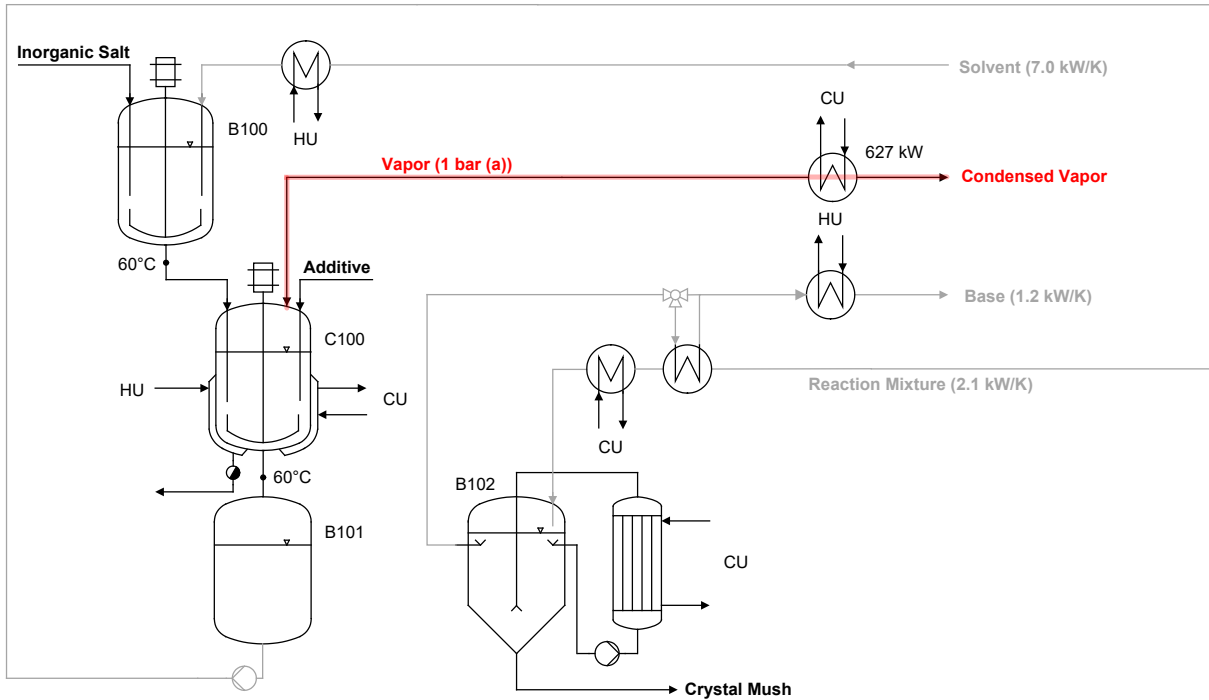 Inorganic Salt
Solvent (7.0 kW/K)
CU
B100
HU
627 kW
Vapor (1 bar (a))
Condensed Vapor
HU
60°C
Additive
Base (1.2 kW/K)
C100
HU
CU
Reaction Mixture (2.1 kW/K)
CU
60°C
B102
B101
CU
Crystal Mush